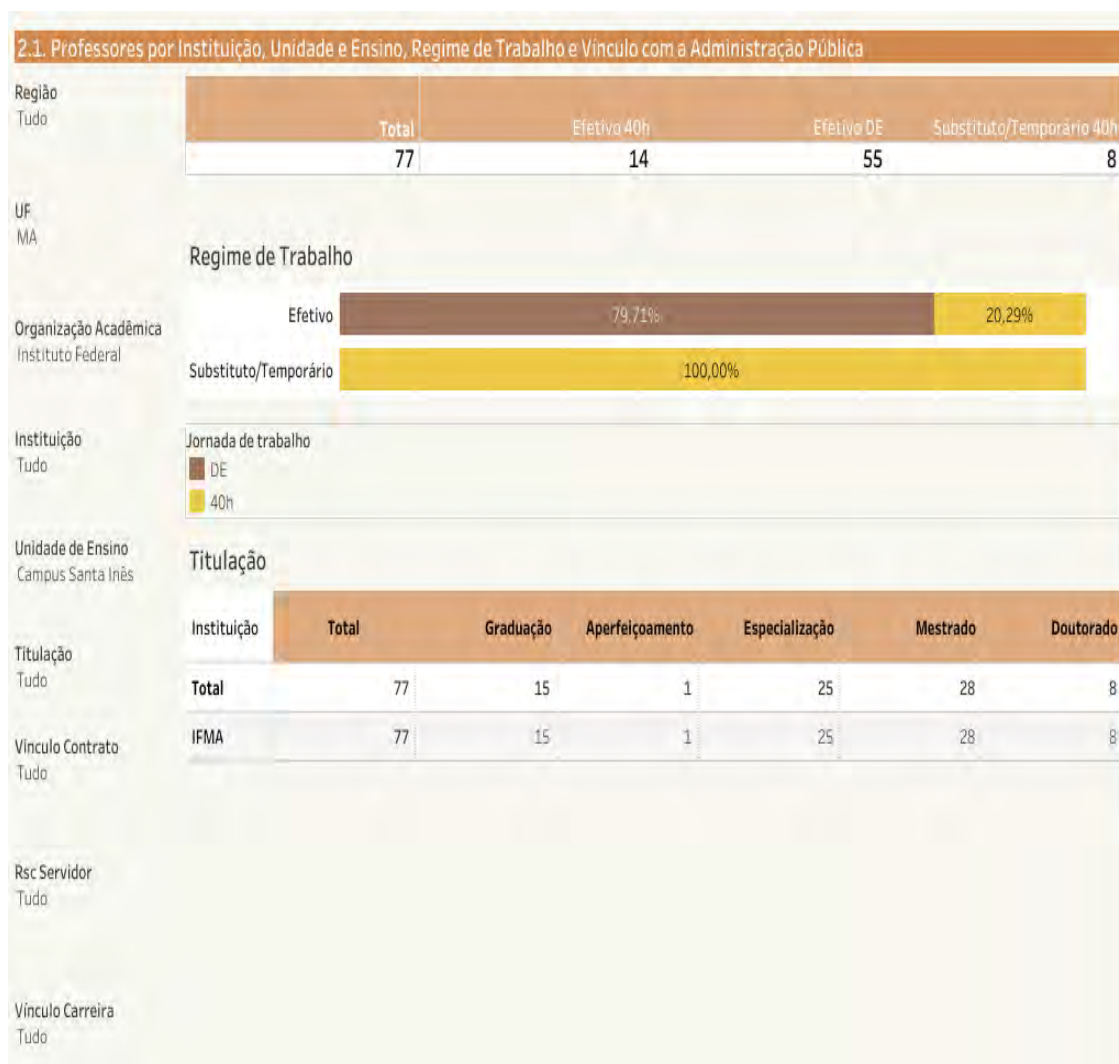 2.1. Professores por Instituição, Unidade e Ensino, Regime de Trabalho e Vínculo com a Administração Pública
Região
Tudo
Total Efetivo 40h Efetivo DE Substituto/Temporário 40h
77 14 55 8
UF
MA
Regime de Trabalho
Efetivo 79,71% 20,29%
Organização Acadêmica
Instituto Federal
Substituto/Temporário 100,00%
Instituição
Tudo
Jornada de trabalho
DE
40h
Unidade de Ensino
Campus Santa Inês
Titulação
Instituição Total Graduação Aperfeiçoamento Especialização Mestrado Doutorado
Titulação
Tudo
Total 77 15 1 25 28 8
IFMA 77 15 1 25 28 8
Vínculo Contrato
Tudo
Rsc Servidor
Tudo
Vínculo Carreira
Tudo